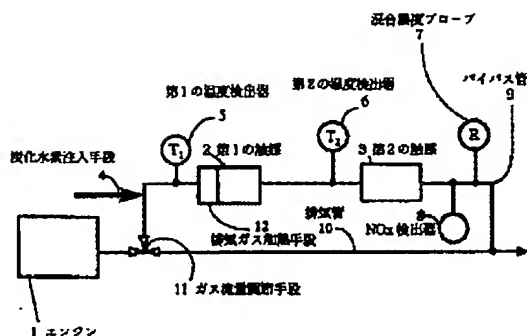 混合濃度プローブ
7
第1の温度検出器
5
第2の温度検出器
6
バイパス管
9
炭化水素注入手段
4
T₁
2 第1の触媒
T₂
3 第2の触媒
R
12
排気ガス加熱手段
排気管
10
8
NOx検出器
11 ガス流量調節手段
1 エンジン